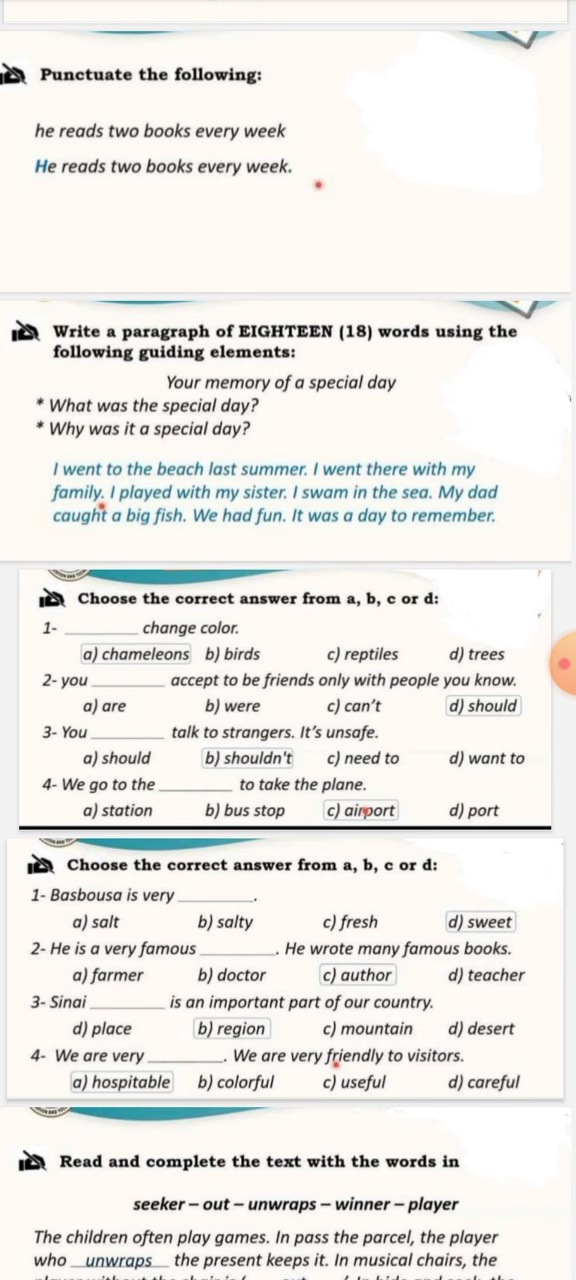 Punctuate the following:
he reads two books every week
He reads two books every week.
Write a paragraph of EIGHTEEN (18) words using the
following guiding elements:
Your memory of a special day
* What was the special day?
* Why was it a special day?
I went to the beach last summer. I went there with my
family. I played with my sister. I swam in the sea. My dad
caught a big fish. We had fun. It was a day to remember.
Choose the correct answer from a, b, c or d:
1- ________ change color.
a) chameleons b) birds c) reptiles d) trees
2- you ________ accept to be friends only with people you know.
a) are b) were c) can't d) should
3- You ________ talk to strangers. It's unsafe.
a) should b) shouldn't c) need to d) want to
4- We go to the ________ to take the plane.
a) station b) bus stop c) airport d) port
Choose the correct answer from a, b, c or d:
1- Basbousa is very ________.
a) salt b) salty c) fresh d) sweet
2- He is a very famous ________. He wrote many famous books.
a) farmer b) doctor c) author d) teacher
3- Sinai ________ is an important part of our country.
d) place b) region c) mountain d) desert
4- We are very ________. We are very friendly to visitors.
a) hospitable b) colorful c) useful d) careful
Read and complete the text with the words in
seeker – out – unwraps – winner – player
The children often play games. In pass the parcel, the player
who unwraps the present keeps it. In musical chairs, the